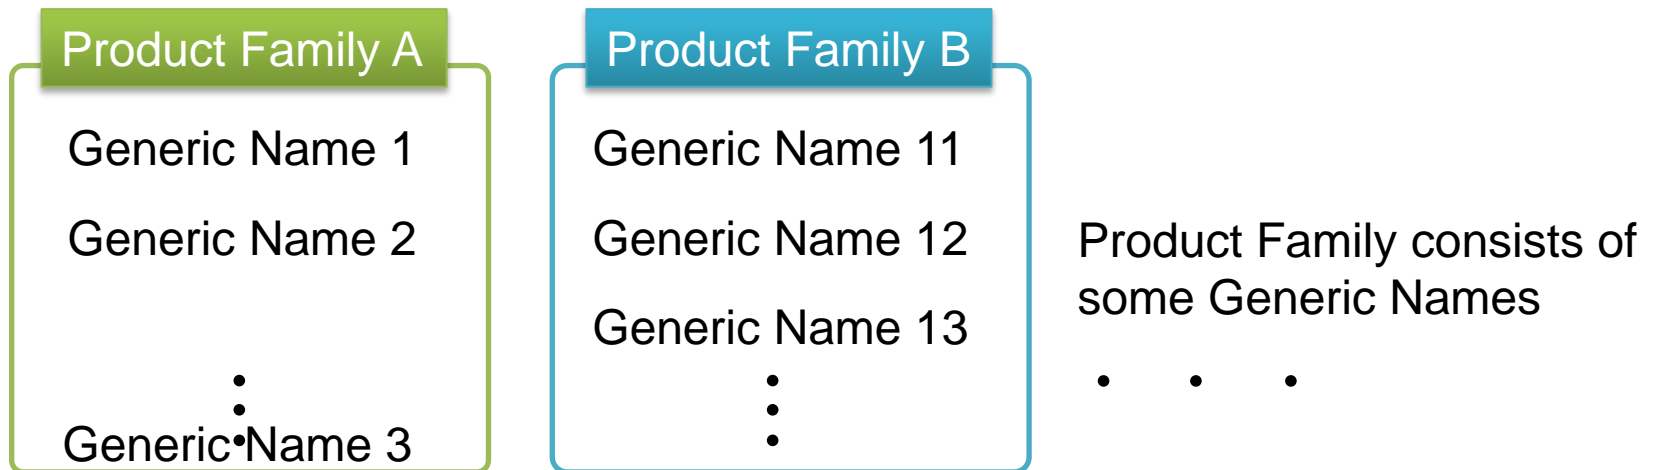 Product Family A
Generic Name 1
Generic Name 2
Generic Name 3
Product Family B
Generic Name 11
Generic Name 12
Generic Name 13
Product Family consists of
some Generic Names